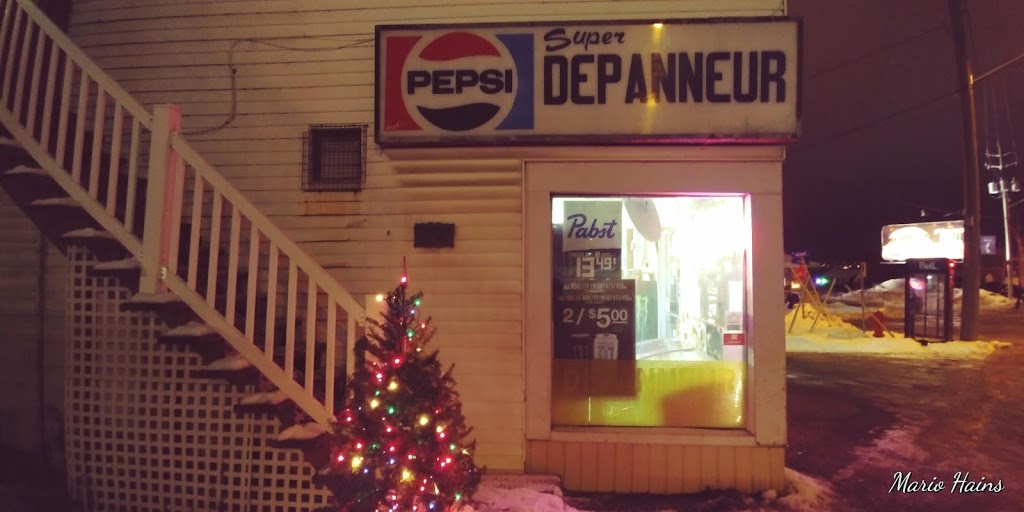 Super
PEPSI DEPANNEUR
Pabst
13.49$
2/$5.00
Mario Hains